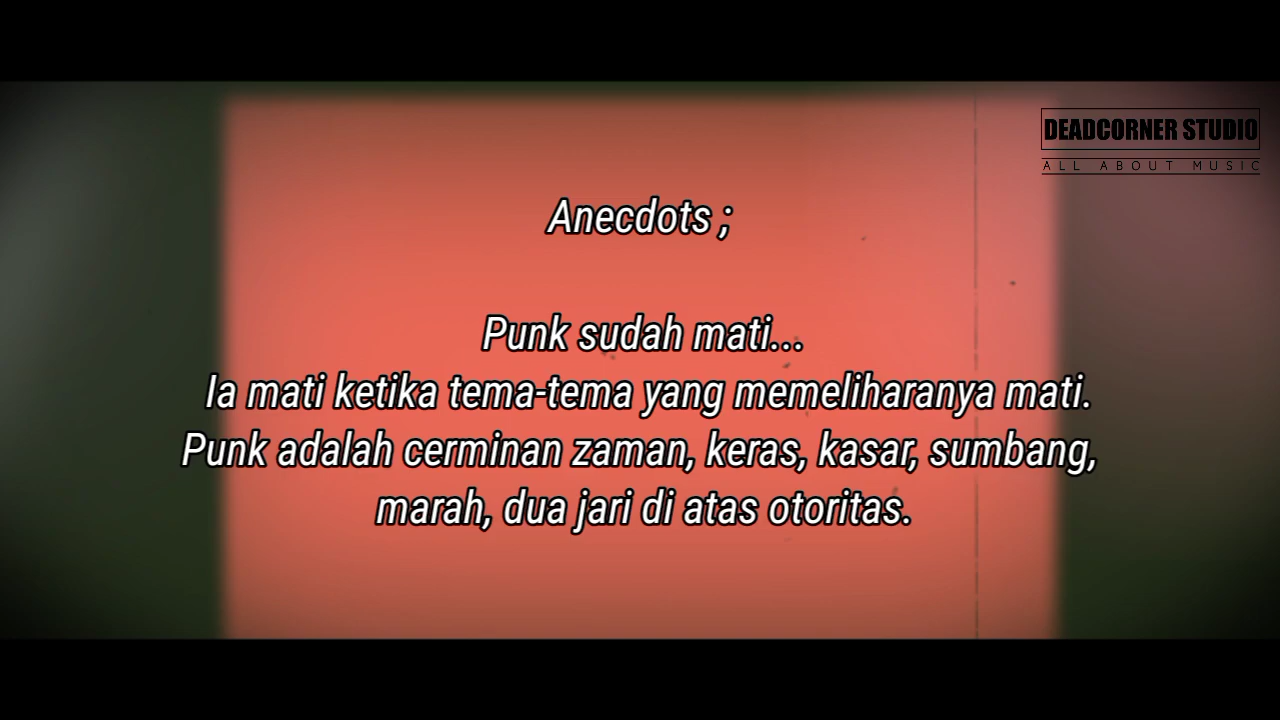 DEADCORNER STUDIO
ALL ABOUT MUSIC
Anecdots ;
Punk sudah mati...
Ia mati ketika tema-tema yang memeliharanya mati.
Punk adalah cerminan zaman, keras, kasar, sumbang,
marah, dua jari di atas otoritas.